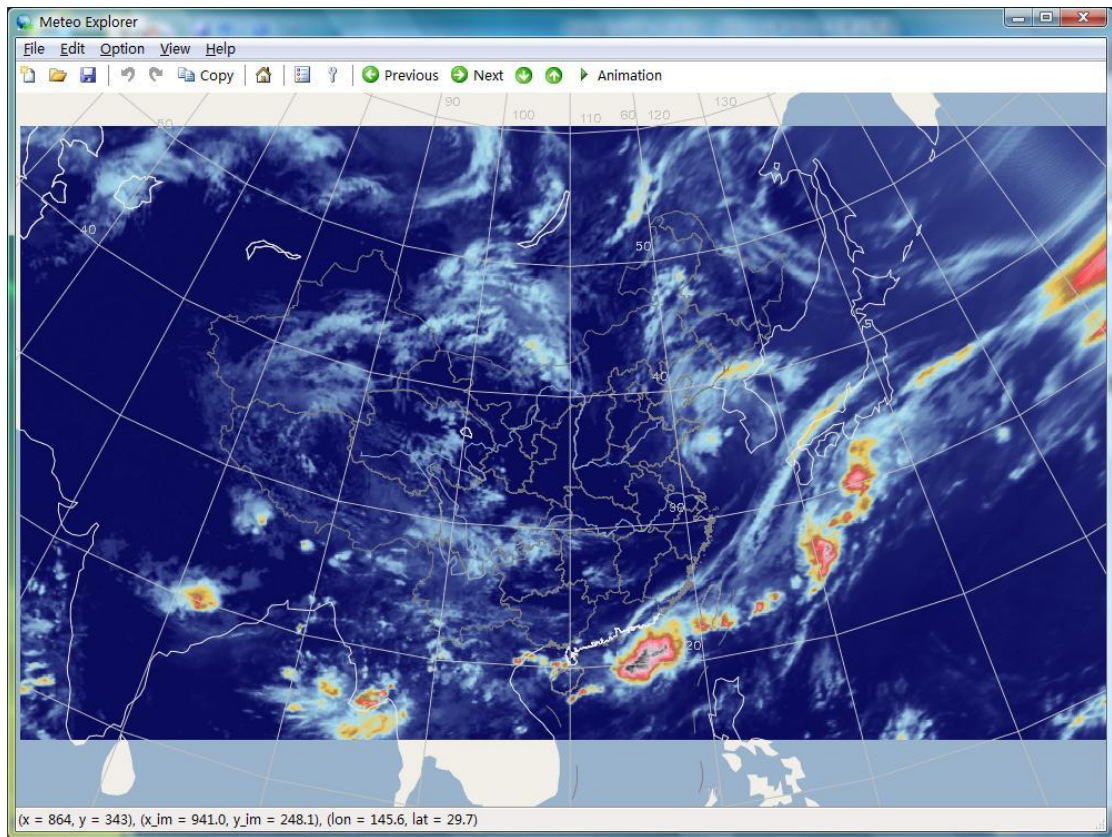 Meteo Explorer
File Edit Option View Help
Copy Previous Next Animation
90 100 110 60 120 130
50
40
50
40
30
20
(x = 864, y = 343), (x_im = 941.0, y_im = 248.1), (lon = 145.6, lat = 29.7)